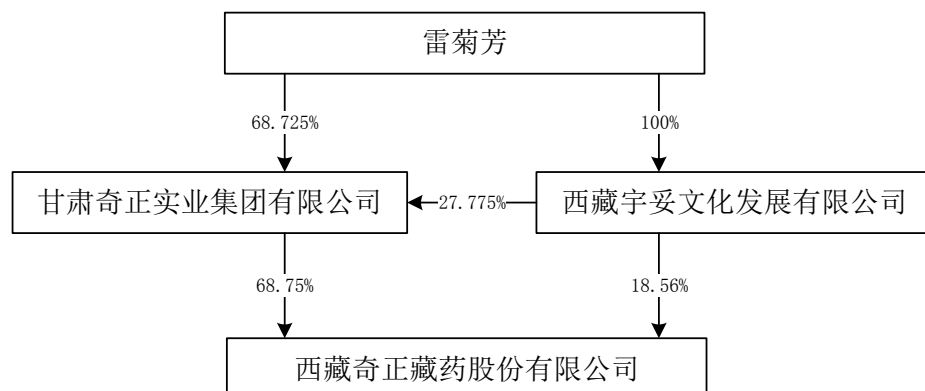 雷菊芳
68.725%
100%
甘肃奇正实业集团有限公司
27.775%
西藏宇妥文化发展有限公司
68.75%
18.56%
西藏奇正藏药股份有限公司